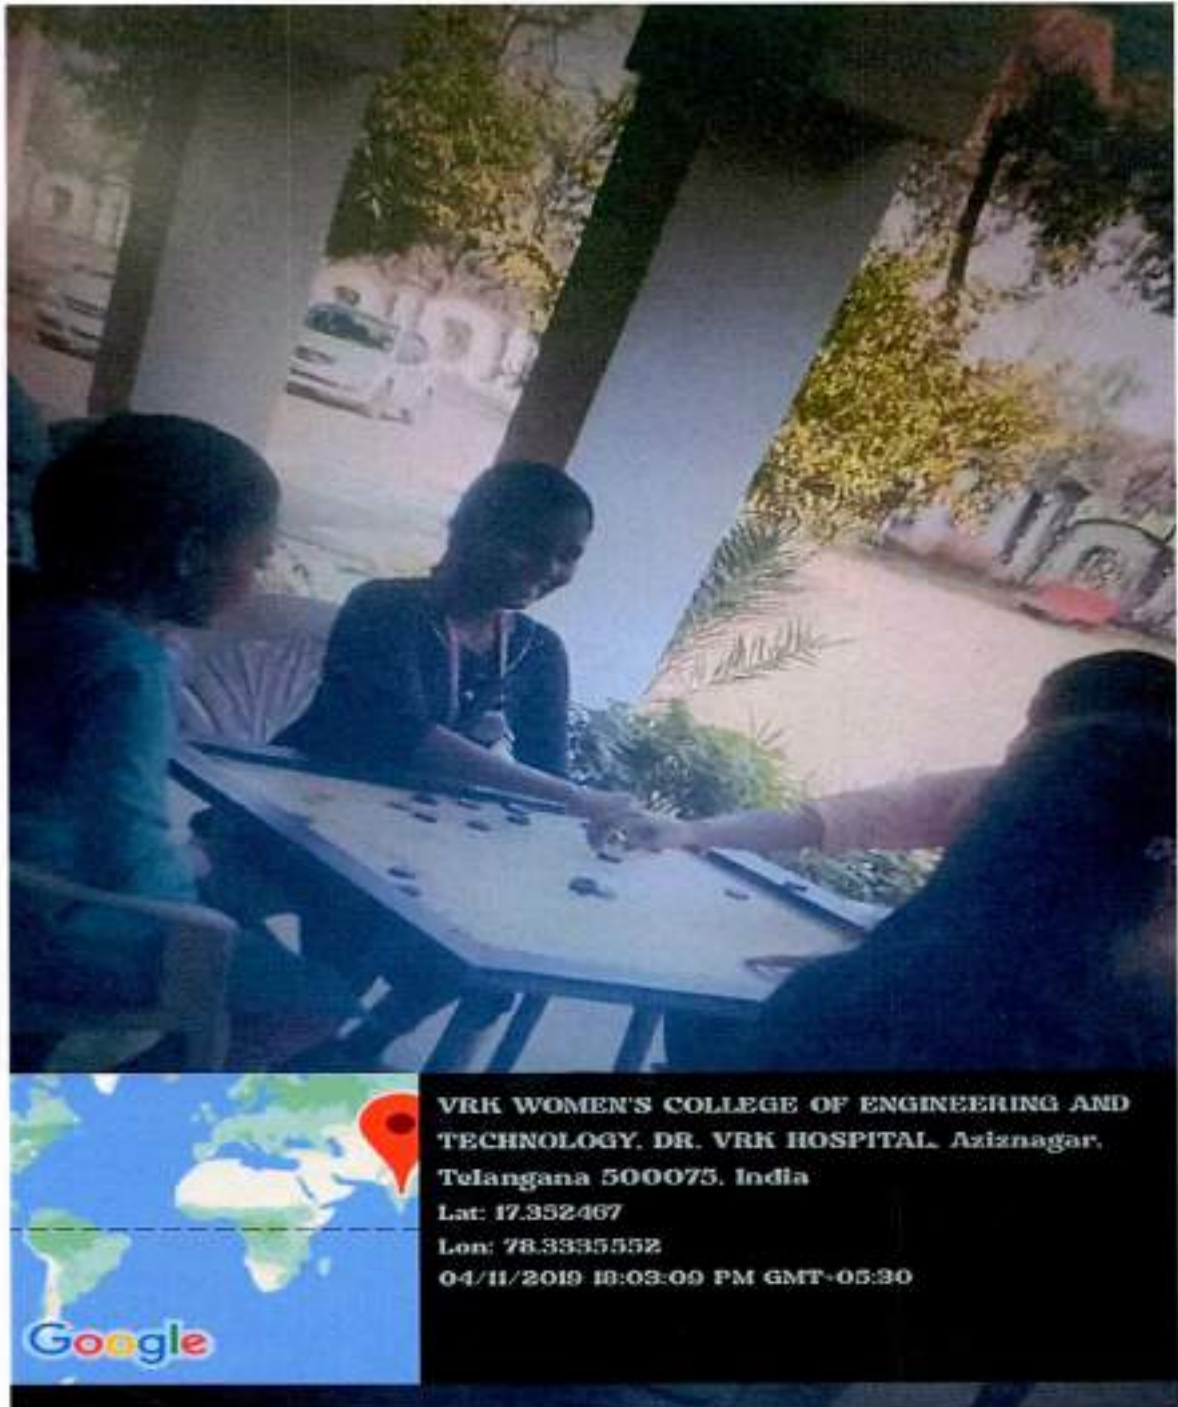 VRK WOMEN'S COLLEGE OF ENGINEERING AND
TECHNOLOGY, DR. VRK HOSPITAL, Aziznagar,
Telangana 500075, India
Lat: 17.352467
Lon: 78.3335552
04/11/2019 18:03:09 PM GMT+05:30
Google